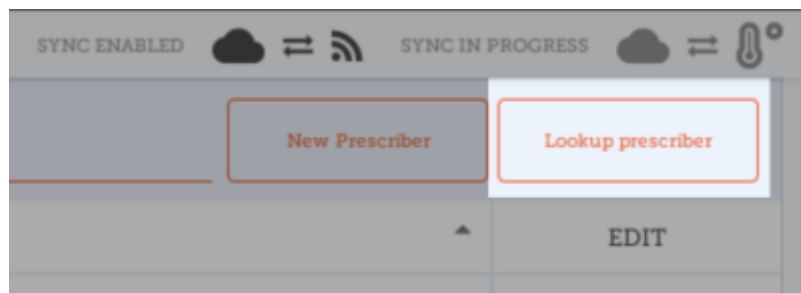 SYNC ENABLED SYNC IN PROGRESS
New Prescriber Lookup prescriber
EDIT